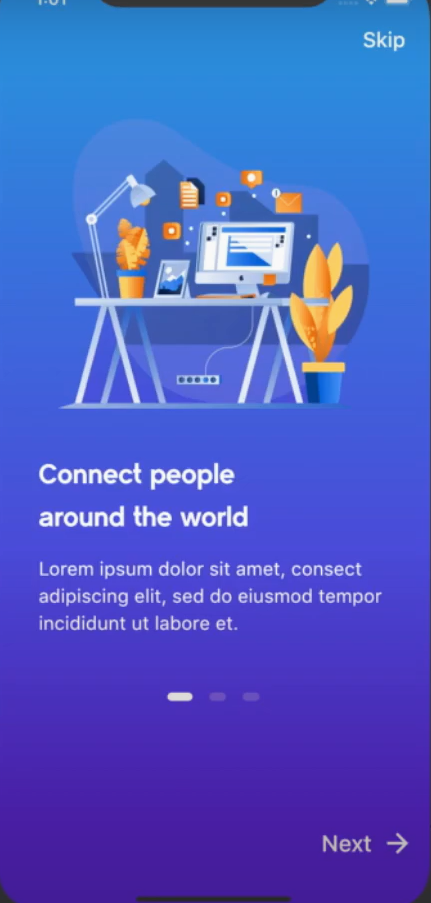 Skip
Connect people
around the world
Lorem ipsum dolor sit amet, consect
adipiscing elit, sed do eiusmod tempor
incididunt ut labore et.
Next